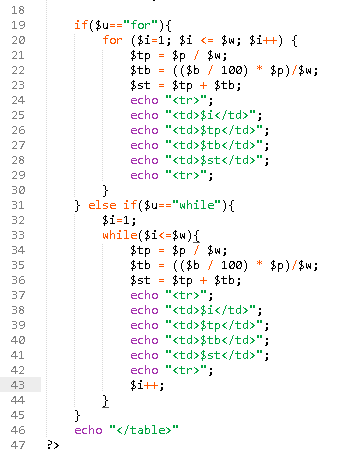 18
19 if($u=="for"){
20 for ($i=1; $i <= $w; $i++) {
21 $tp = $p / $w;
22 $tb = (($b / 100) * $p)/$w;
23 $st = $tp + $tb;
24 echo "<tr>";
25 echo "<td>$i</td>";
26 echo "<td>$tp</td>";
27 echo "<td>$tb</td>";
28 echo "<td>$st</td>";
29 echo "<tr>";
30 }
31 } else if($u=="while"){
32 $i=1;
33 while($i<=$w){
34 $tp = $p / $w;
35 $tb = (($b / 100) * $p)/$w;
36 $st = $tp + $tb;
37 echo "<tr>";
38 echo "<td>$i</td>";
39 echo "<td>$tp</td>";
40 echo "<td>$tb</td>";
41 echo "<td>$st</td>";
42 echo "<tr>";
43 $i++;
44 }
45 }
46 echo "</table>"
47 ?>